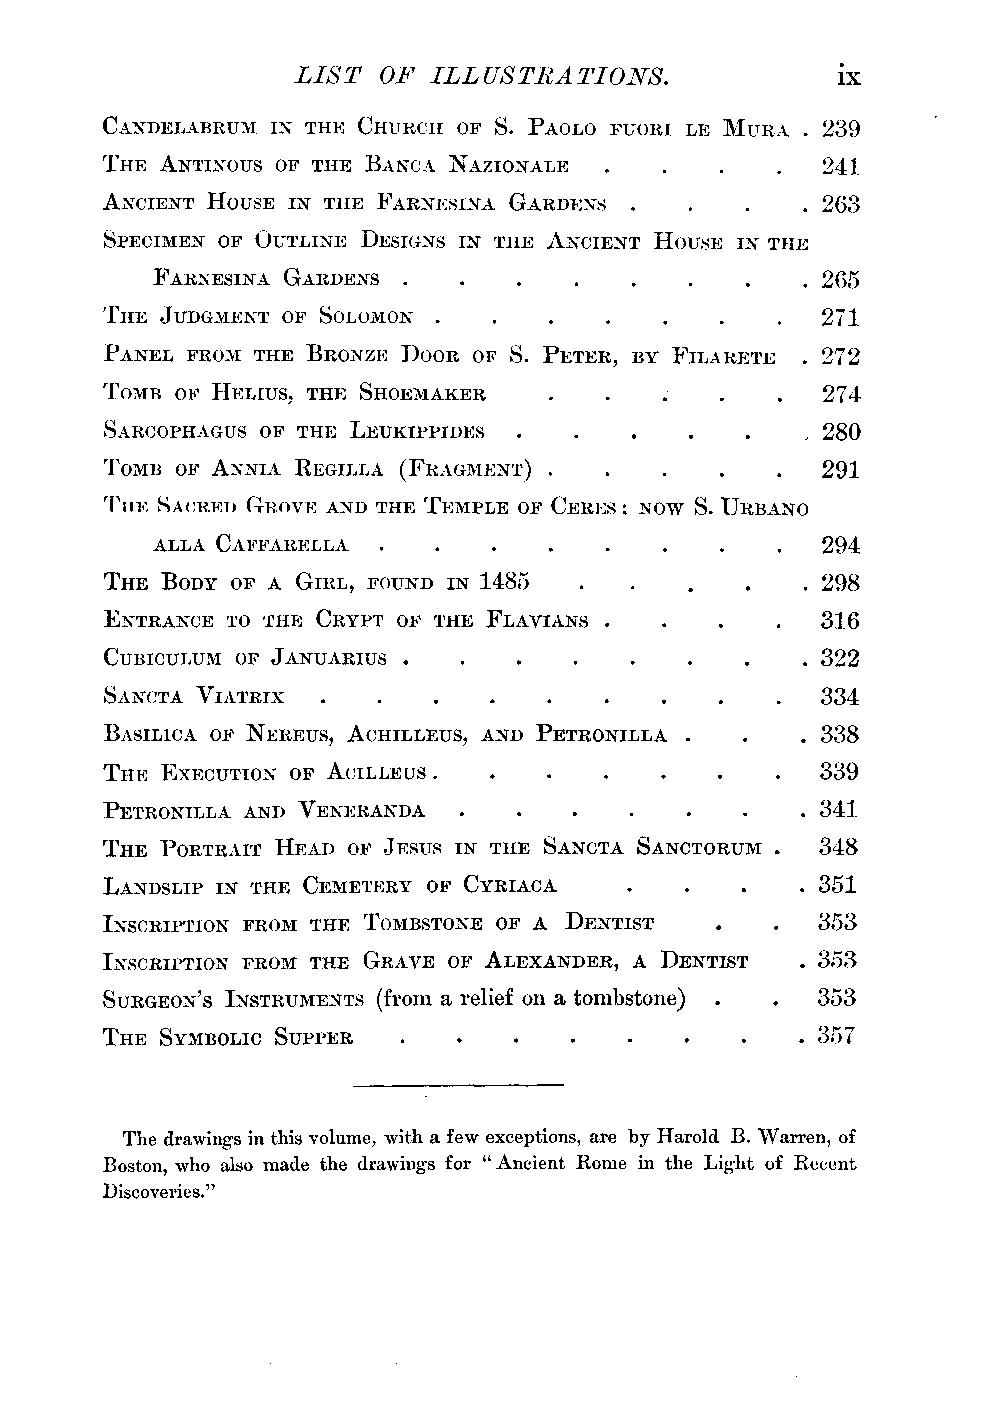 LIST OF ILLUSTRATIONS. ix
CANDELABRUM IN THE CHURCH OF S. PAOLO FUORI LE MURA . 239
THE ANTINOUS OF THE BANCA NAZIONALE . . . . 241
ANCIENT HOUSE IN THE FARNESINA GARDENS . . . . 263
SPECIMEN OF OUTLINE DESIGNS IN THE ANCIENT HOUSE IN THE
FARNESINA GARDENS . . . . . . . . 265
THE JUDGMENT OF SOLOMON . . . . . . . 271
PANEL FROM THE BRONZE DOOR OF S. PETER, BY FILARETE . 272
TOMB OF HELIUS, THE SHOEMAKER . . . . . 274
SARCOPHAGUS OF THE LEUKIPPIDES . . . . . . 280
TOMB OF ANNIA REGILLA (FRAGMENT) . . . . . 291
THE SACRED GROVE AND THE TEMPLE OF CERES: NOW S. URBANO
ALLA CAFFARELLA . . . . . . . . 294
THE BODY OF A GIRL, FOUND IN 1485 . . . . . 298
ENTRANCE TO THE CRYPT OF THE FLAVIANS . . . . 316
CUBICULUM OF JANUARIUS . . . . . . . . 322
SANCTA VIATRIX . . . . . . . . . 334
BASILICA OF NEREUS, ACHILLEUS, AND PETRONILLA . . . 338
THE EXECUTION OF ACILLEUS . . . . . . . 339
PETRONILLA AND VENERANDA . . . . . . . 341
THE PORTRAIT HEAD OF JESUS IN THE SANCTA SANCTORUM . 348
LANDSLIP IN THE CEMETERY OF CYRIACA . . . . 351
INSCRIPTION FROM THE TOMBSTONE OF A DENTIST . . 353
INSCRIPTION FROM THE GRAVE OF ALEXANDER, A DENTIST . 353
SURGEON'S INSTRUMENTS (from a relief on a tombstone) . . 353
THE SYMBOLIC SUPPER . . . . . . . . 357
The drawings in this volume, with a few exceptions, are by Harold B. Warren, of
Boston, who also made the drawings for "Ancient Rome in the Light of Recent
Discoveries."